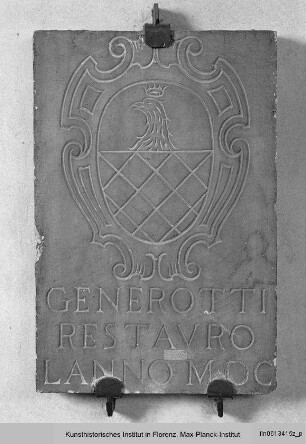 GENEROTTI
RESTAVRO
LANNO MDC
Kunsthistorisches Institut in Florenz, Max-Planck-Institut